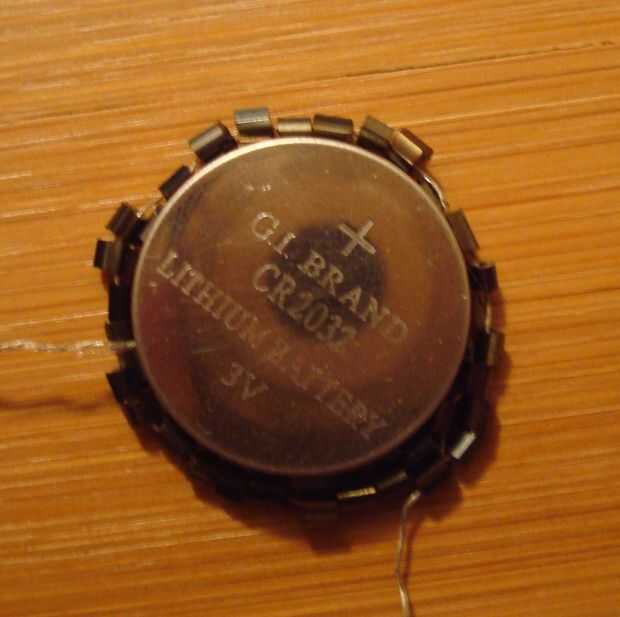 +
G.I. BRAND
CR2032
LITHIUM BATTERY
3V